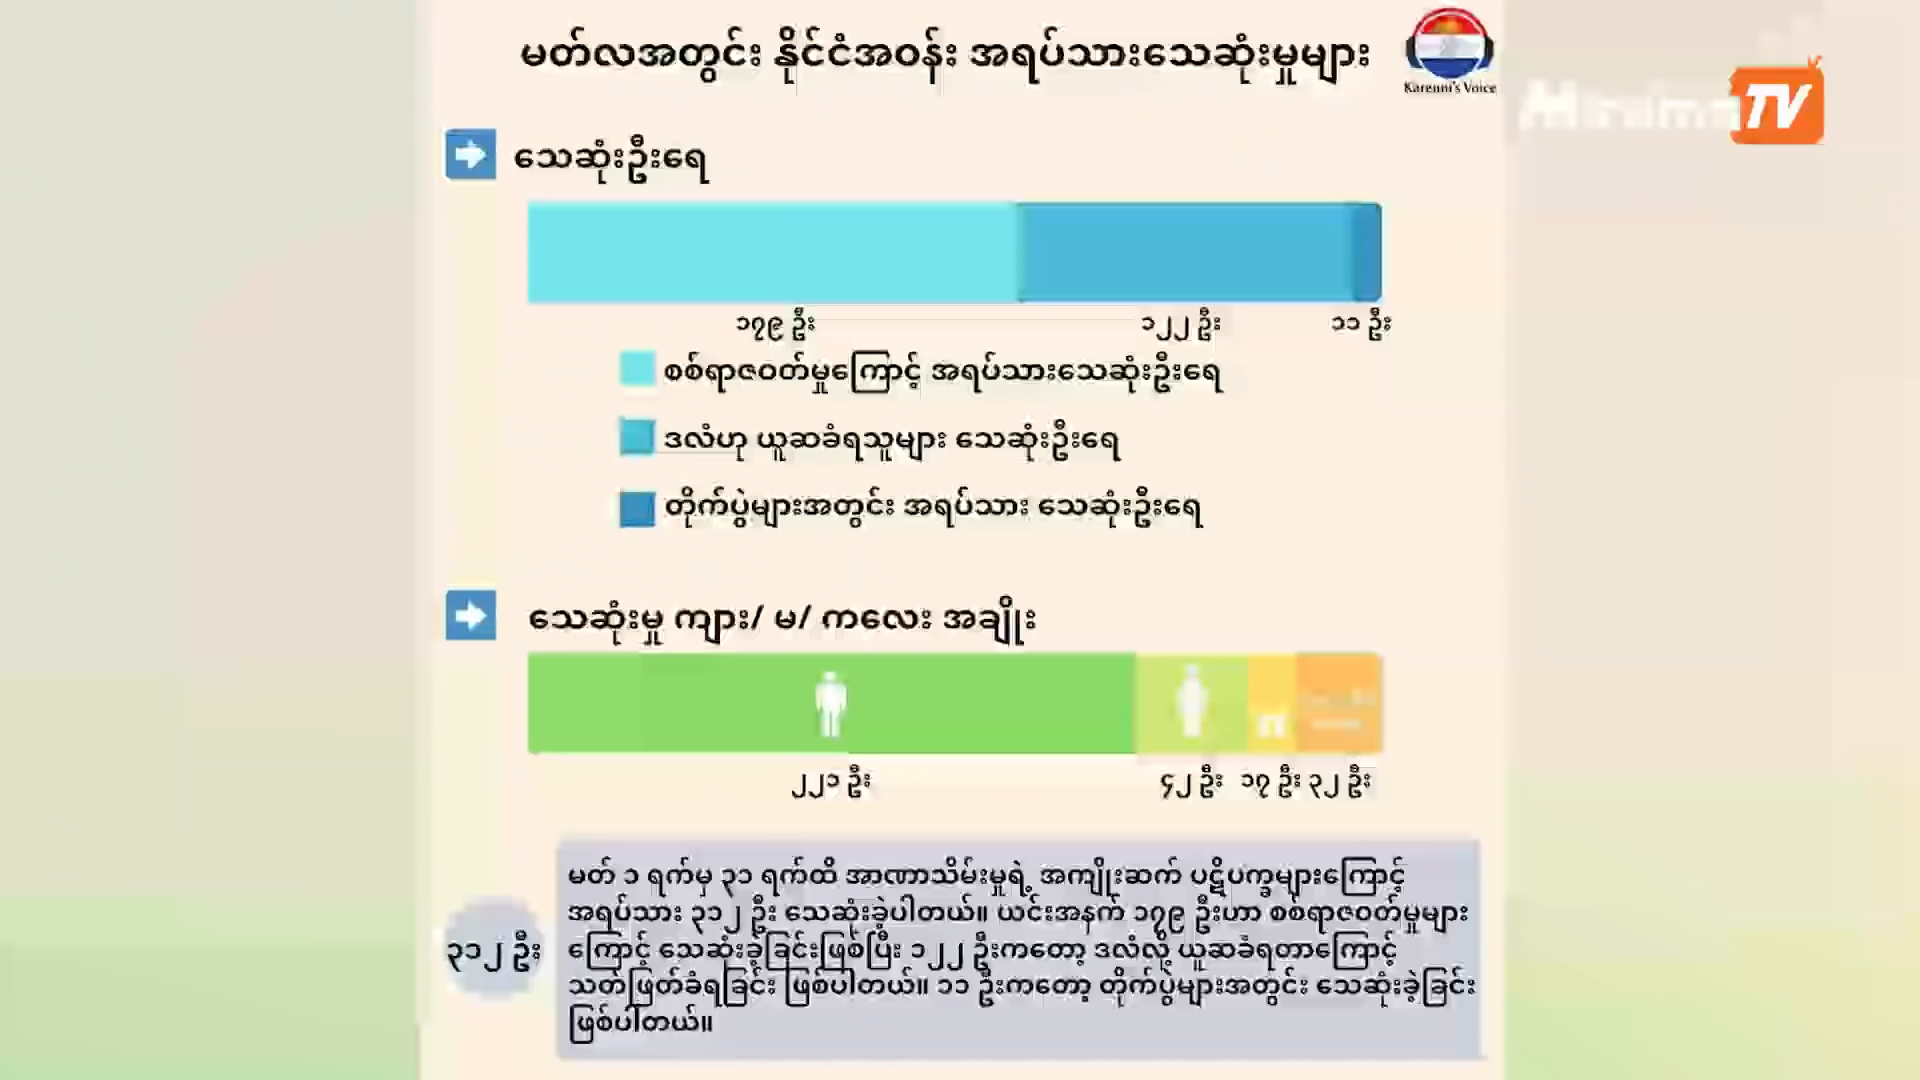 မတ်လအတွင်း နိုင်ငံအဝန်း အရပ်သားသေဆုံးမှုများ
Karenni's Voice
TV
သေဆုံးဦးရေ
၁၇၉ ဦး ၁၂၂ ဦး ၁၁ ဦး
စစ်ရာဇဝတ်မှုကြောင့် အရပ်သားသေဆုံးဦးရေ
ဒလံဟု ယူဆခံရသူများ သေဆုံးဦးရေ
တိုက်ပွဲများအတွင်း အရပ်သား သေဆုံးဦးရေ
သေဆုံးမှု ကျား/ မ/ ကလေး အချိုး
၂၂၁ ဦး ၄၂ ဦး ၁၇ ဦး ၃၂ ဦး
၃၁၂ ဦး
မတ် ၁ ရက်မှ ၃၁ ရက်ထိ အာဏာသိမ်းမှုရဲ့ အကျိုးဆက် ပဋိပက္ခများကြောင့်
အရပ်သား ၃၁၂ ဦး သေဆုံးခဲ့ပါတယ်။ ယင်းအနက် ၁၇၉ ဦးဟာ စစ်ရာဇဝတ်မှုများ
ကြောင့် သေဆုံးခဲ့ခြင်းဖြစ်ပြီး ၁၂၂ ဦးကတော့ ဒလံလို့ ယူဆခံရတာကြောင့်
သတ်ဖြတ်ခံရခြင်း ဖြစ်ပါတယ်။ ၁၁ ဦးကတော့ တိုက်ပွဲများအတွင်း သေဆုံးခဲ့ခြင်း
ဖြစ်ပါတယ်။